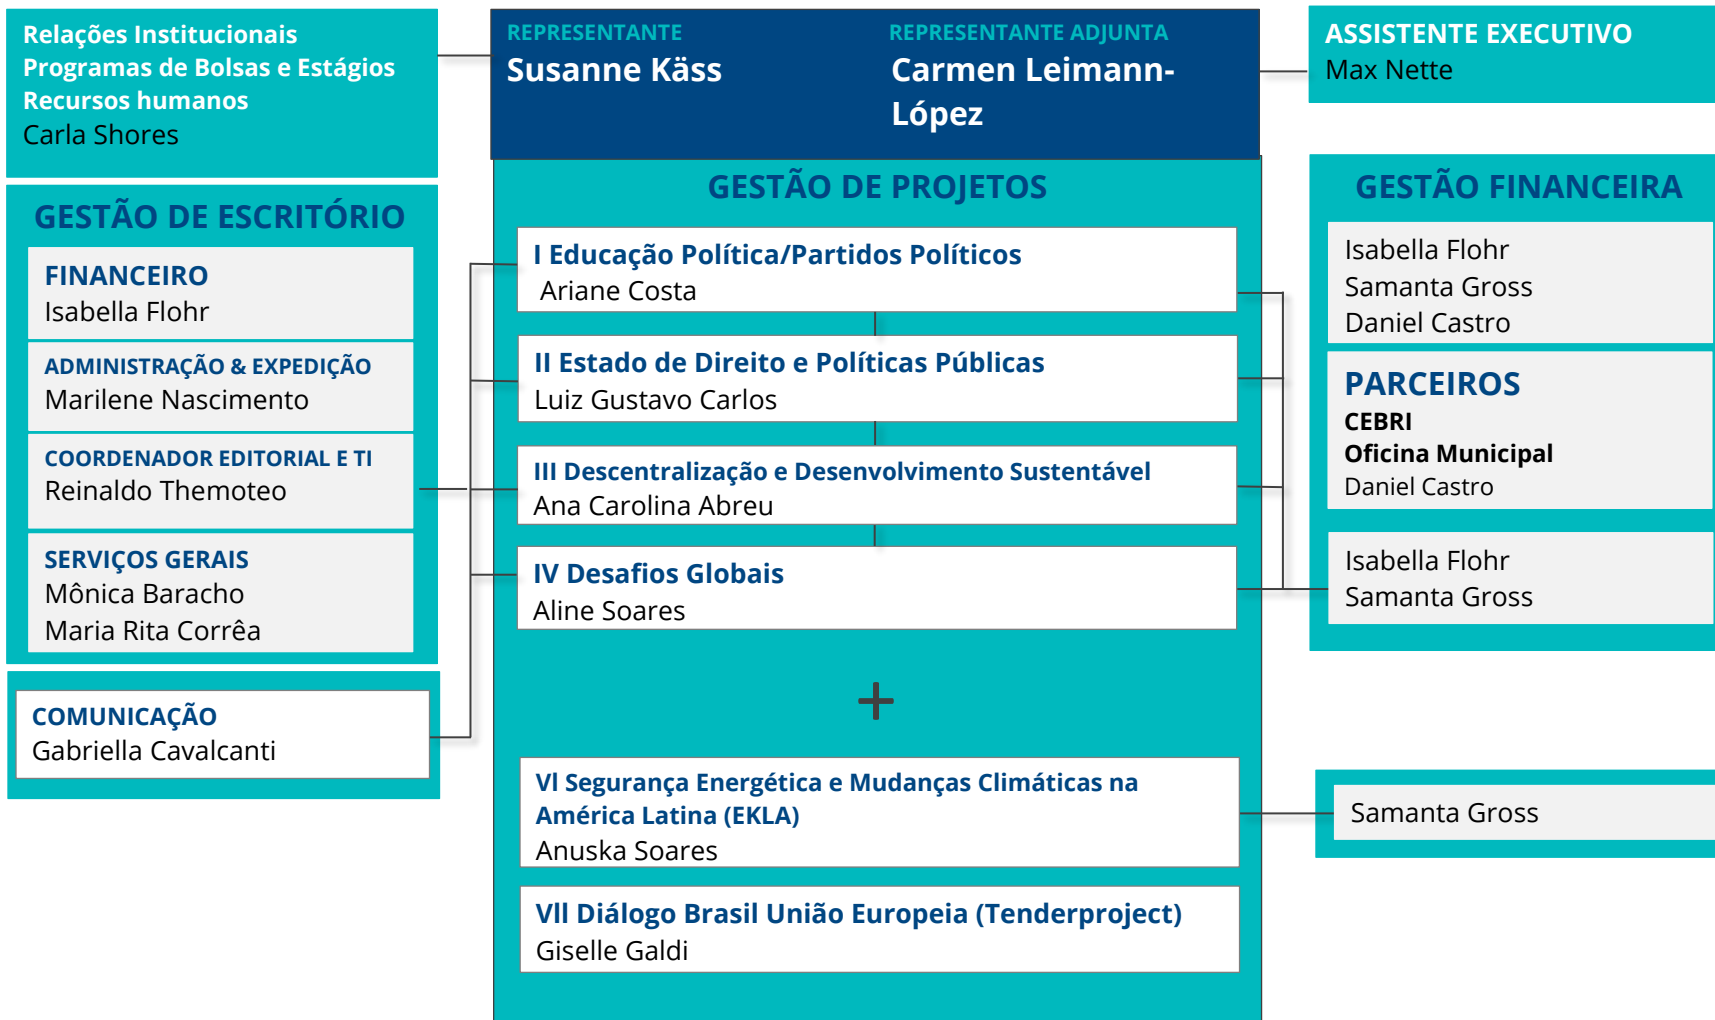 Relações Institucionais
Programas de Bolsas e Estágios
Recursos humanos
Carla Shores
REPRESENTANTE
Susanne Käss
REPRESENTANTE ADJUNTA
Carmen Leimann-
López
ASSISTENTE EXECUTIVO
Max Nette
GESTÃO DE ESCRITÓRIO
FINANCEIRO
Isabella Flohr
ADMINISTRAÇÃO & EXPEDIÇÃO
Marilene Nascimento
COORDENADOR EDITORIAL E TI
Reinaldo Themoteo
SERVIÇOS GERAIS
Mônica Baracho
Maria Rita Corrêa
COMUNICAÇÃO
Gabriella Cavalcanti
GESTÃO DE PROJETOS
I Educação Política/Partidos Políticos
Ariane Costa
II Estado de Direito e Políticas Públicas
Luiz Gustavo Carlos
III Descentralização e Desenvolvimento Sustentável
Ana Carolina Abreu
IV Desafios Globais
Aline Soares
+
Vl Segurança Energética e Mudanças Climáticas na
América Latina (EKLA)
Anuska Soares
Vll Diálogo Brasil União Europeia (Tenderproject)
Giselle Galdi
GESTÃO FINANCEIRA
Isabella Flohr
Samanta Gross
Daniel Castro
PARCEIROS
CEBRI
Oficina Municipal
Daniel Castro
Isabella Flohr
Samanta Gross
Samanta Gross